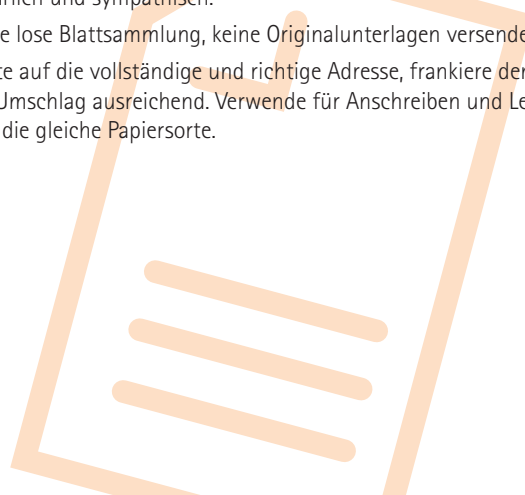 und sympathisch.
e lose Blattsammlung, keine Originalunterlagen versende
te auf die vollständige und richtige Adresse, frankiere der
Umschlag ausreichend. Verwende für Anschreiben und Le
die gleiche Papiersorte.